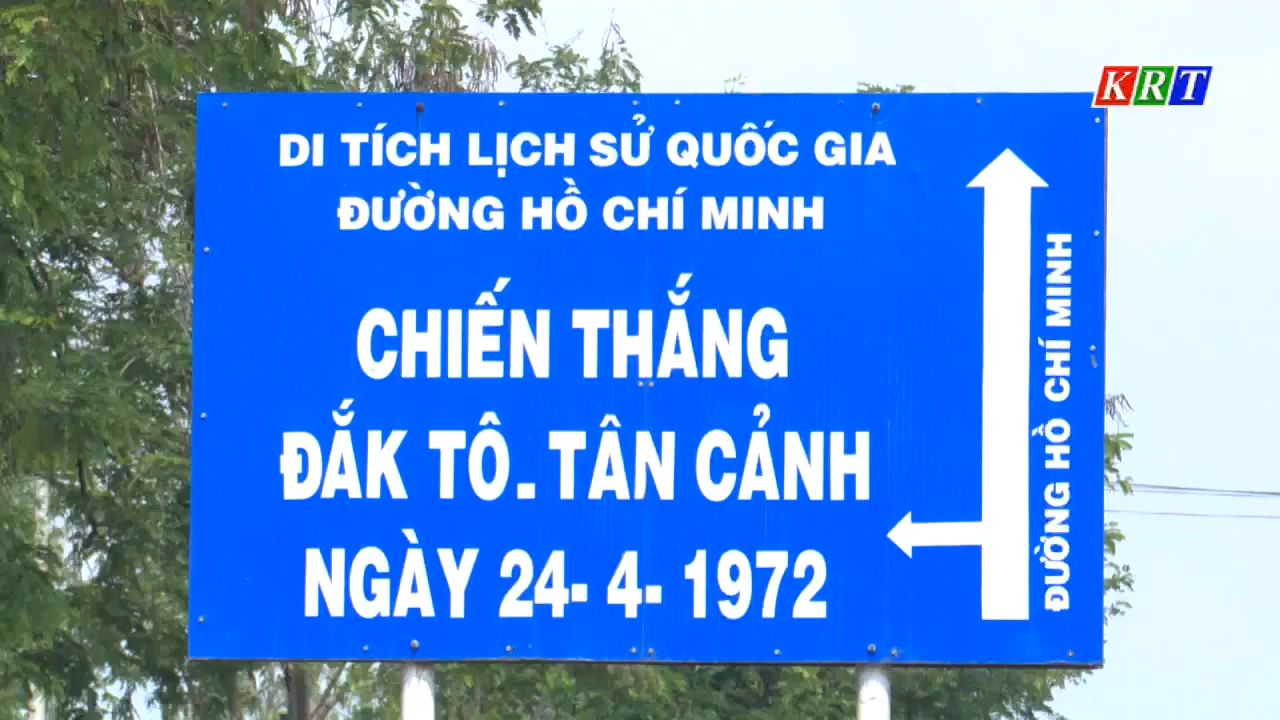 KRT
DI TÍCH LỊCH SỬ QUỐC GIA
ĐƯỜNG HỒ CHÍ MINH
CHIẾN THẮNG
ĐẮK TÔ. TÂN CẢNH
NGÀY 24- 4- 1972
ĐƯỜNG HỒ CHÍ MINH